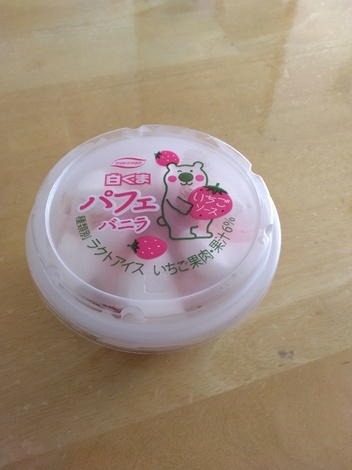 白くま
パフェ
バニラ
いちご
ソース
種類別 ラクトアイス いちご果肉・果汁6%